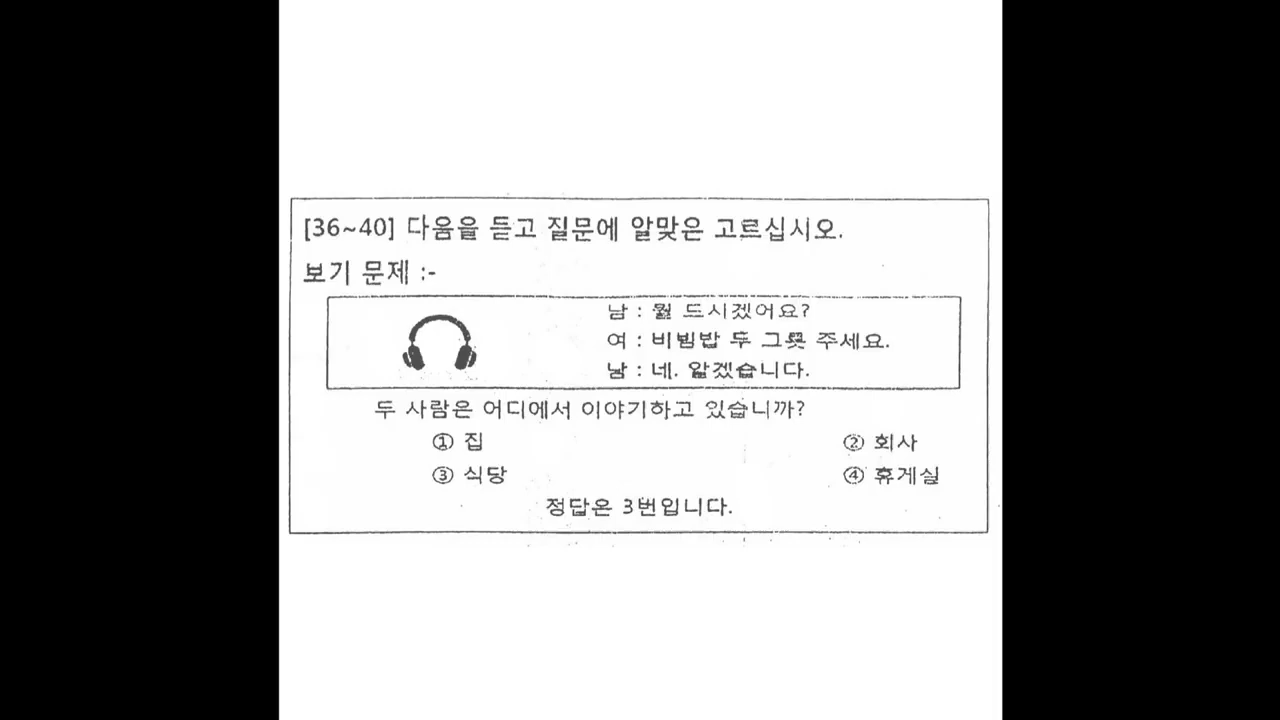 [36~40] 다음을 듣고 질문에 알맞은 고르십시오.
보기 문제 :-
남 : 뭘 드시겠어요?
여 : 비빔밥 두 그릇 주세요.
남 : 네. 알겠습니다.
두 사람은 어디에서 이야기하고 있습니까?
① 집 ② 회사
③ 식당 ④ 휴게실
정답은 3번입니다.